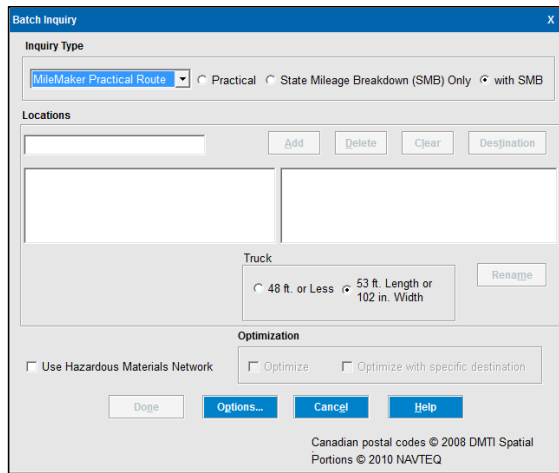 Batch Inquiry X
Inquiry Type
MileMaker Practical Route Practical State Mileage Breakdown (SMB) Only with SMB
Locations
Add Delete Clear Destination
Truck
48 ft. or Less 53 ft. Length or
102 in. Width
Rename
Optimization
Use Hazardous Materials Network Optimize Optimize with specific destination
Done Options... Cancel Help
Canadian postal codes © 2008 DMTI Spatial
Portions © 2010 NAVTEQ